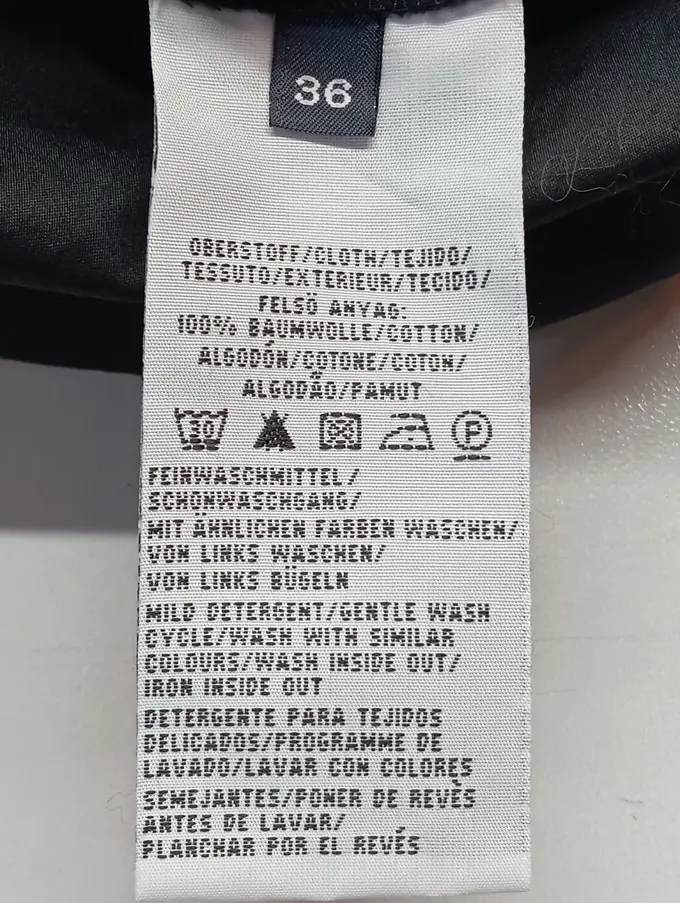 36
OBERSTOFF/CLOTH/TEJIDO/
TESSUTO/EXTERIEUR/TECIDO/
FELSÖ ANYAG:
100% BAUMWOLLE/COTTON/
ALGODÓN/COTONE/COTON/
ALGODÃO/PAMUT
30 P
FEINWASCHMITTEL/
SCHONWASCHGANG/
MIT ÄHNLICHEN FARBEN WASCHEN/
VON LINKS WASCHEN/
VON LINKS BÜGELN
MILD DETERGENT/GENTLE WASH
CYCLE/WASH WITH SIMILAR
COLOURS/WASH INSIDE OUT/
IRON INSIDE OUT
DETERGENTE PARA TEJIDOS
DELICADOS/PROGRAMME DE
LAVADO/LAVAR CON COLORES
SEMEJANTES/PONER DE REVÉS
ANTES DE LAVAR/
PLANCHAR POR EL REVÉS